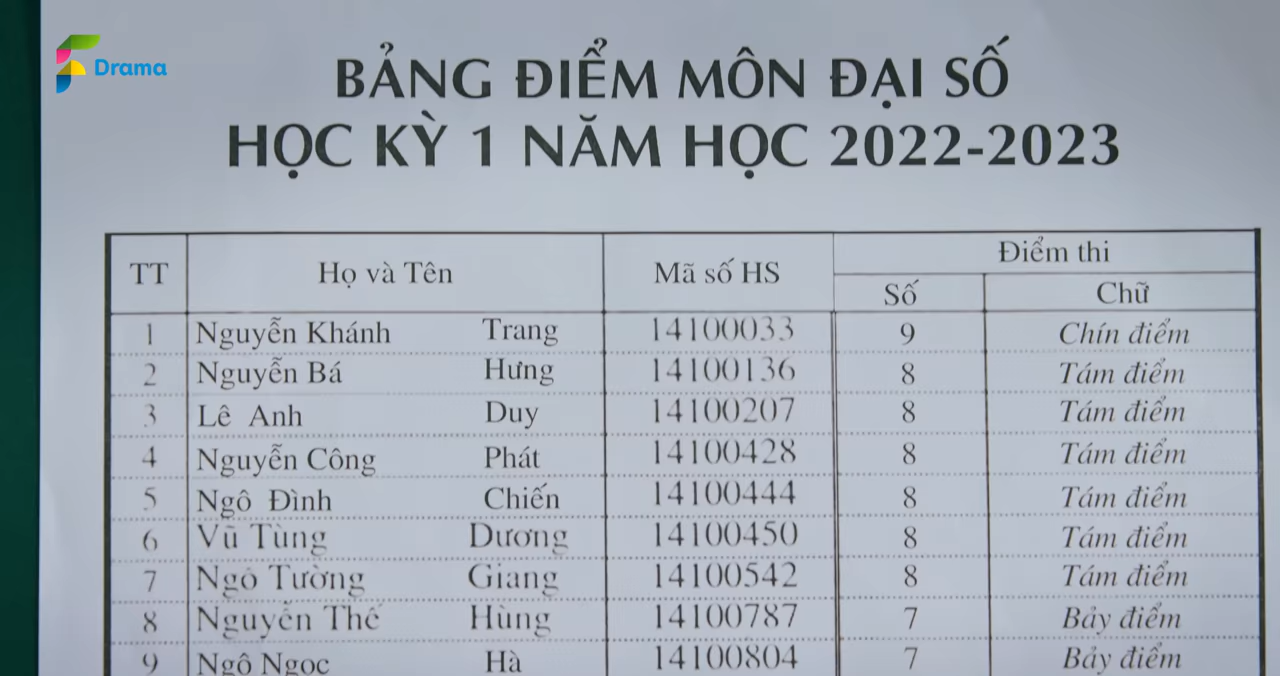 Drama
BẢNG ĐIỂM MÔN ĐẠI SỐ
HỌC KỲ 1 NĂM HỌC 2022-2023
TT Họ và Tên Mã số HS Điểm thi
Số Chữ
1 Nguyễn Khánh Trang 14100033 9 Chín điểm
2 Nguyễn Bá Hưng 14100136 8 Tám điểm
3 Lê Anh Duy 14100207 8 Tám điểm
4 Nguyễn Công Phát 14100428 8 Tám điểm
5 Ngô Đình Chiến 14100444 8 Tám điểm
6 Vũ Tùng Dương 14100450 8 Tám điểm
7 Ngô Tường Giang 14100542 8 Tám điểm
8 Nguyễn Thế Hùng 14100787 7 Bảy điểm
9 Ngô Ngọc Hà 14100804 7 Bảy điểm